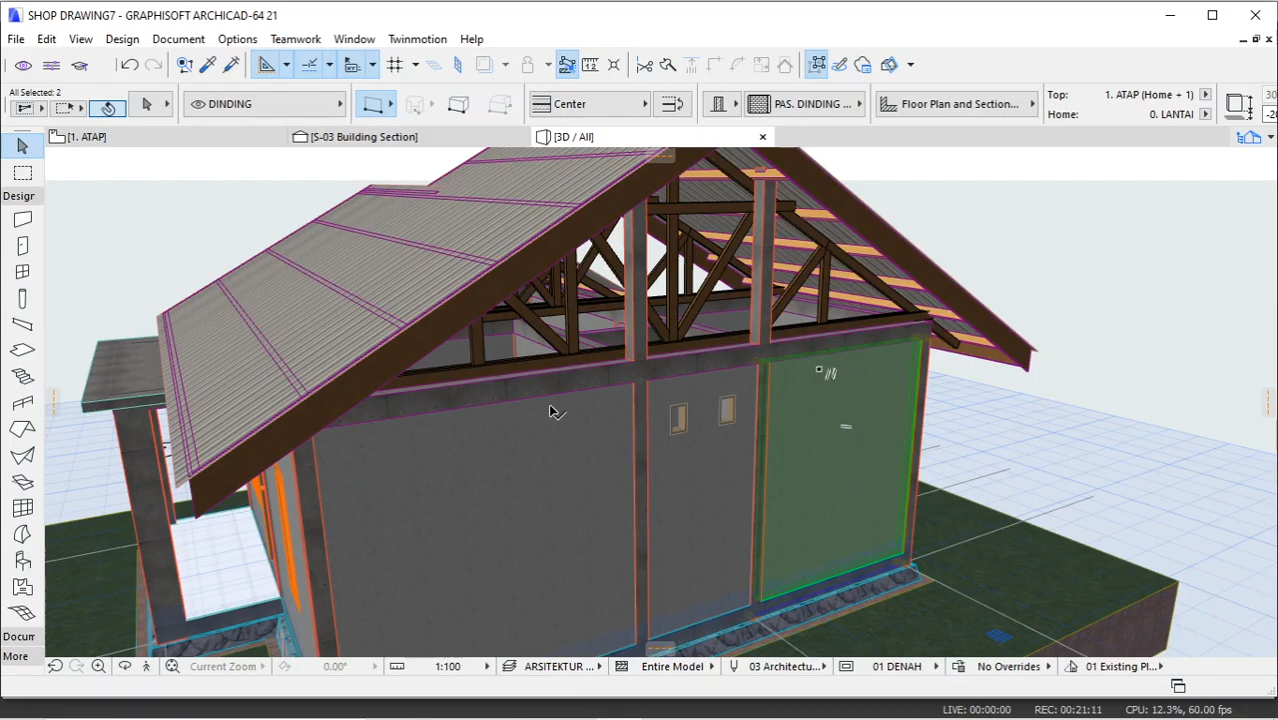 SHOP DRAWING7 - GRAPHISOFT ARCHICAD-64 21
File Edit View Design Document Options Teamwork Window Twinmotion Help
All Selected: 2
DINDING
Center
PAS. DINDING ...
Floor Plan and Section...
Top: 1. ATAP (Home + 1)
Home: 0. LANTAI
[1. ATAP]
[S-03 Building Section]
[3D / All]
Design
Docum
More
Current Zoom
0.00°
1:100
ARSITEKTUR ...
Entire Model
03 Architectu...
01 DENAH
No Overrides
01 Existing Pl...
LIVE: 00:00:00
REC: 00:21:11
CPU: 12.3%, 60.00 fps